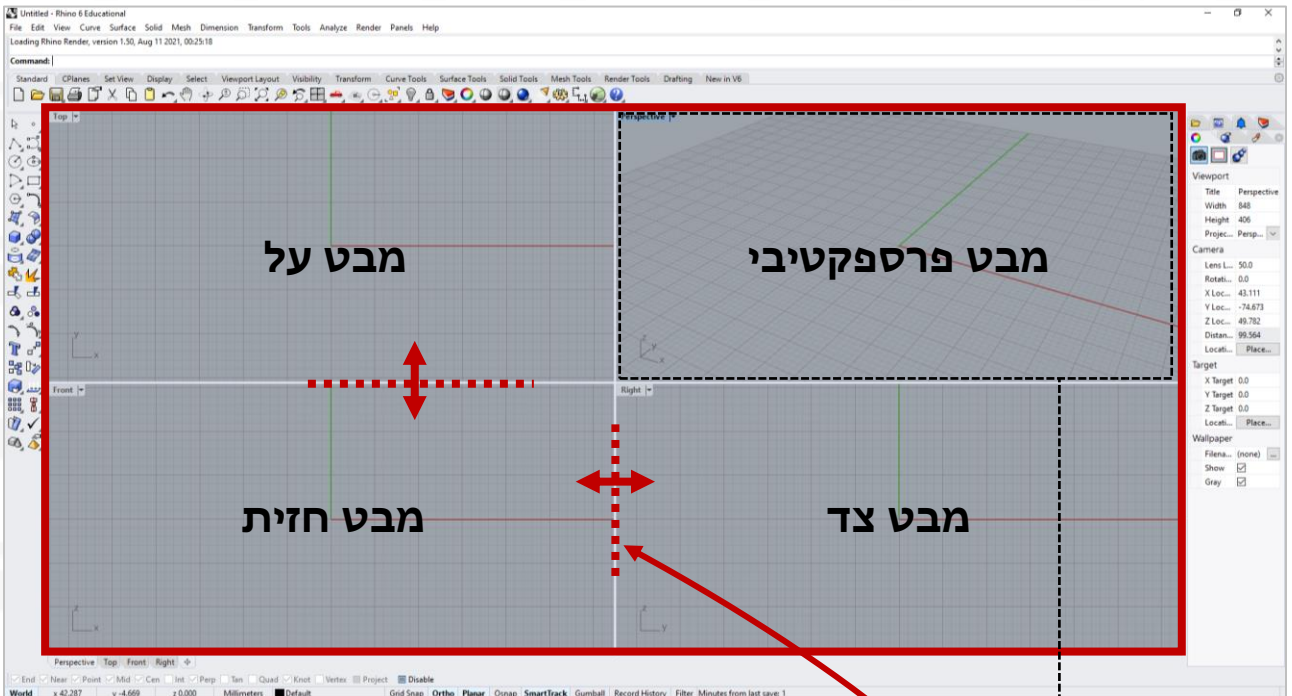 Untitled - Rhino 6 Educational
File Edit View Curve Surface Solid Mesh Dimension Transform Tools Analyze Render Panels Help
Loading Rhino Render, version 1.50, Aug 11 2021, 00:25:18
Command:
Standard CPlanes Set View Display Select Viewport Layout Visibility Transform Curve Tools Surface Tools Solid Tools Mesh Tools Render Tools Drafting New in V6
Top
Perspective
מבט על
מבט פרספקטיבי
y
x
z
y
x
Front
Right
מבט חזית
מבט צד
z
x
z
y
Viewport
Title Perspective
Width 848
Height 406
Projec... Persp...
Camera
Lens L... 50.0
Rotati... 0.0
X Loc... 43.111
Y Loc... -74.673
Z Loc... 49.782
Distan... 99.564
Locati... Place...
Target
X Target 0.0
Y Target 0.0
Z Target 0.0
Locati... Place...
Wallpaper
Filena... (none) ...
Show
Gray
Perspective Top Front Right
End Near Point Mid Cen Int Perp Tan Quad Knot Vertex Project Disable
World x 42.287 y -4.669 z 0.000 Millimeters Default Grid Snap Ortho Planar Osnap SmartTrack Gumball Record History Filter Minutes from last save: 1